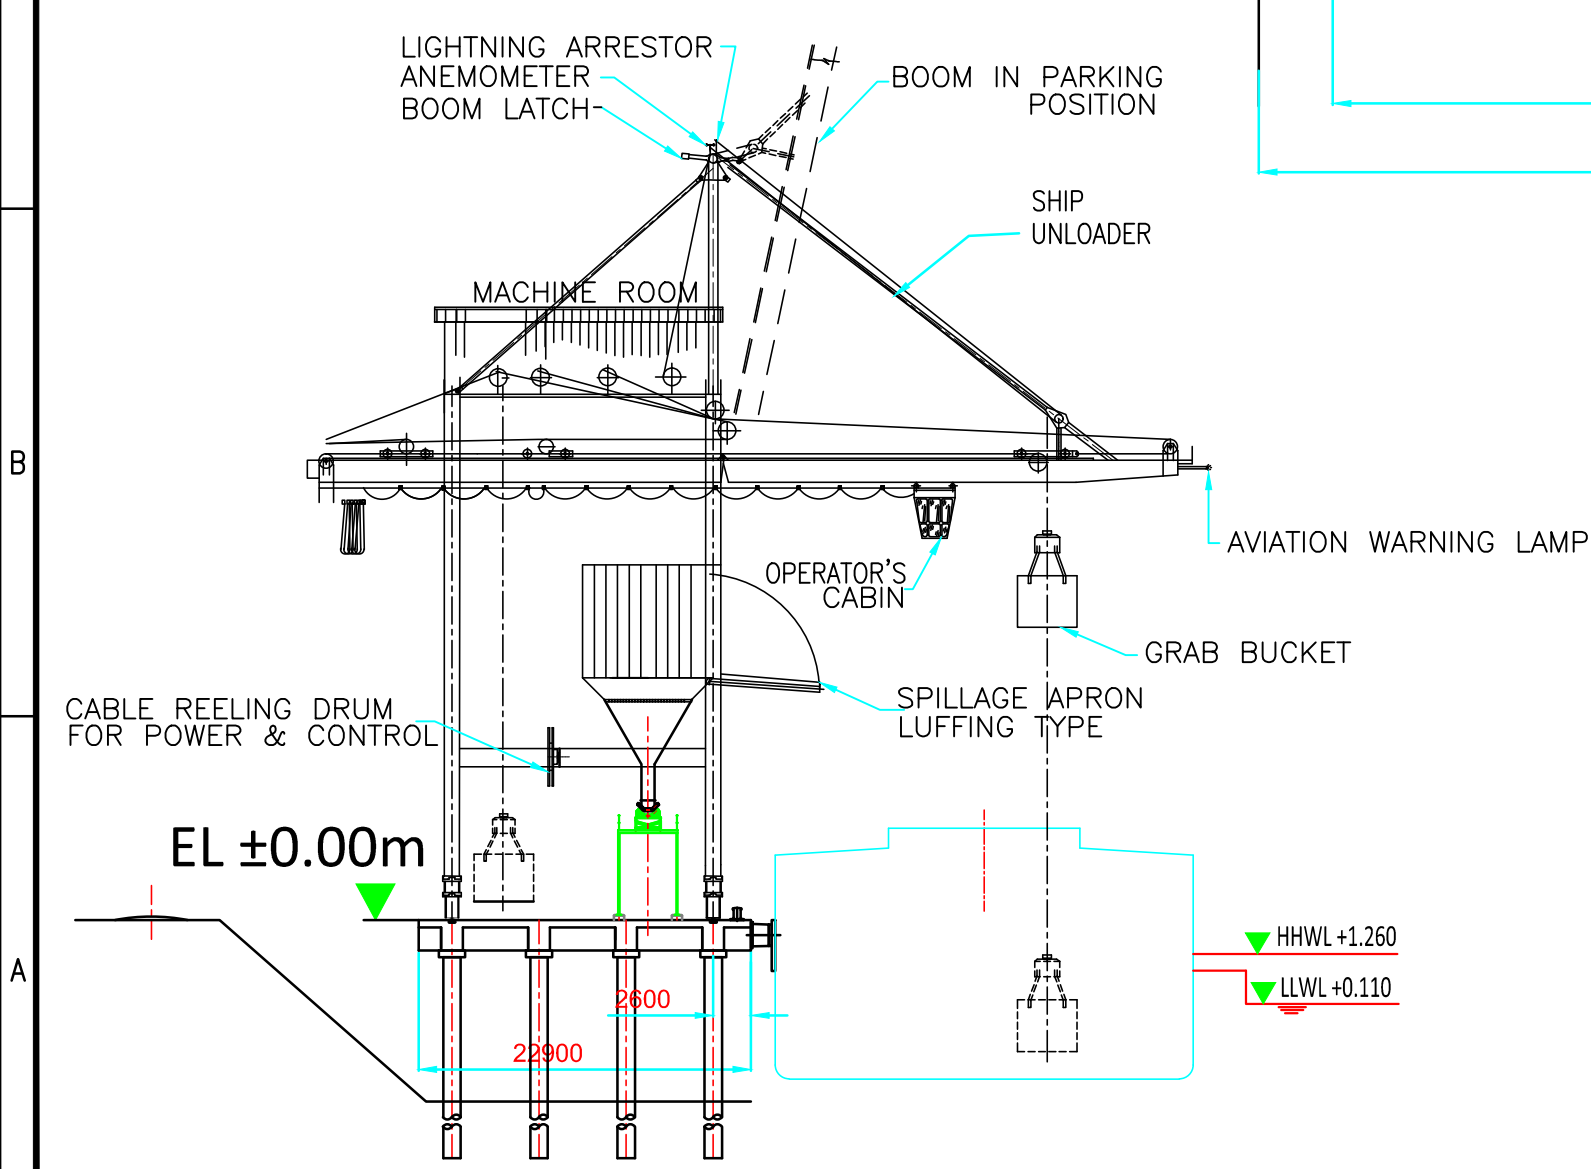 LIGHTNING ARRESTOR
ANEMOMETER
BOOM LATCH
BOOM IN PARKING
POSITION
SHIP
UNLOADER
MACHINE ROOM
B
AVIATION WARNING LAMP
OPERATOR'S
CABIN
GRAB BUCKET
SPILLAGE APRON
LUFFING TYPE
CABLE REELING DRUM
FOR POWER & CONTROL
EL ±0.00m
HHWL +1.260
A
LLWL +0.110
2600
22900